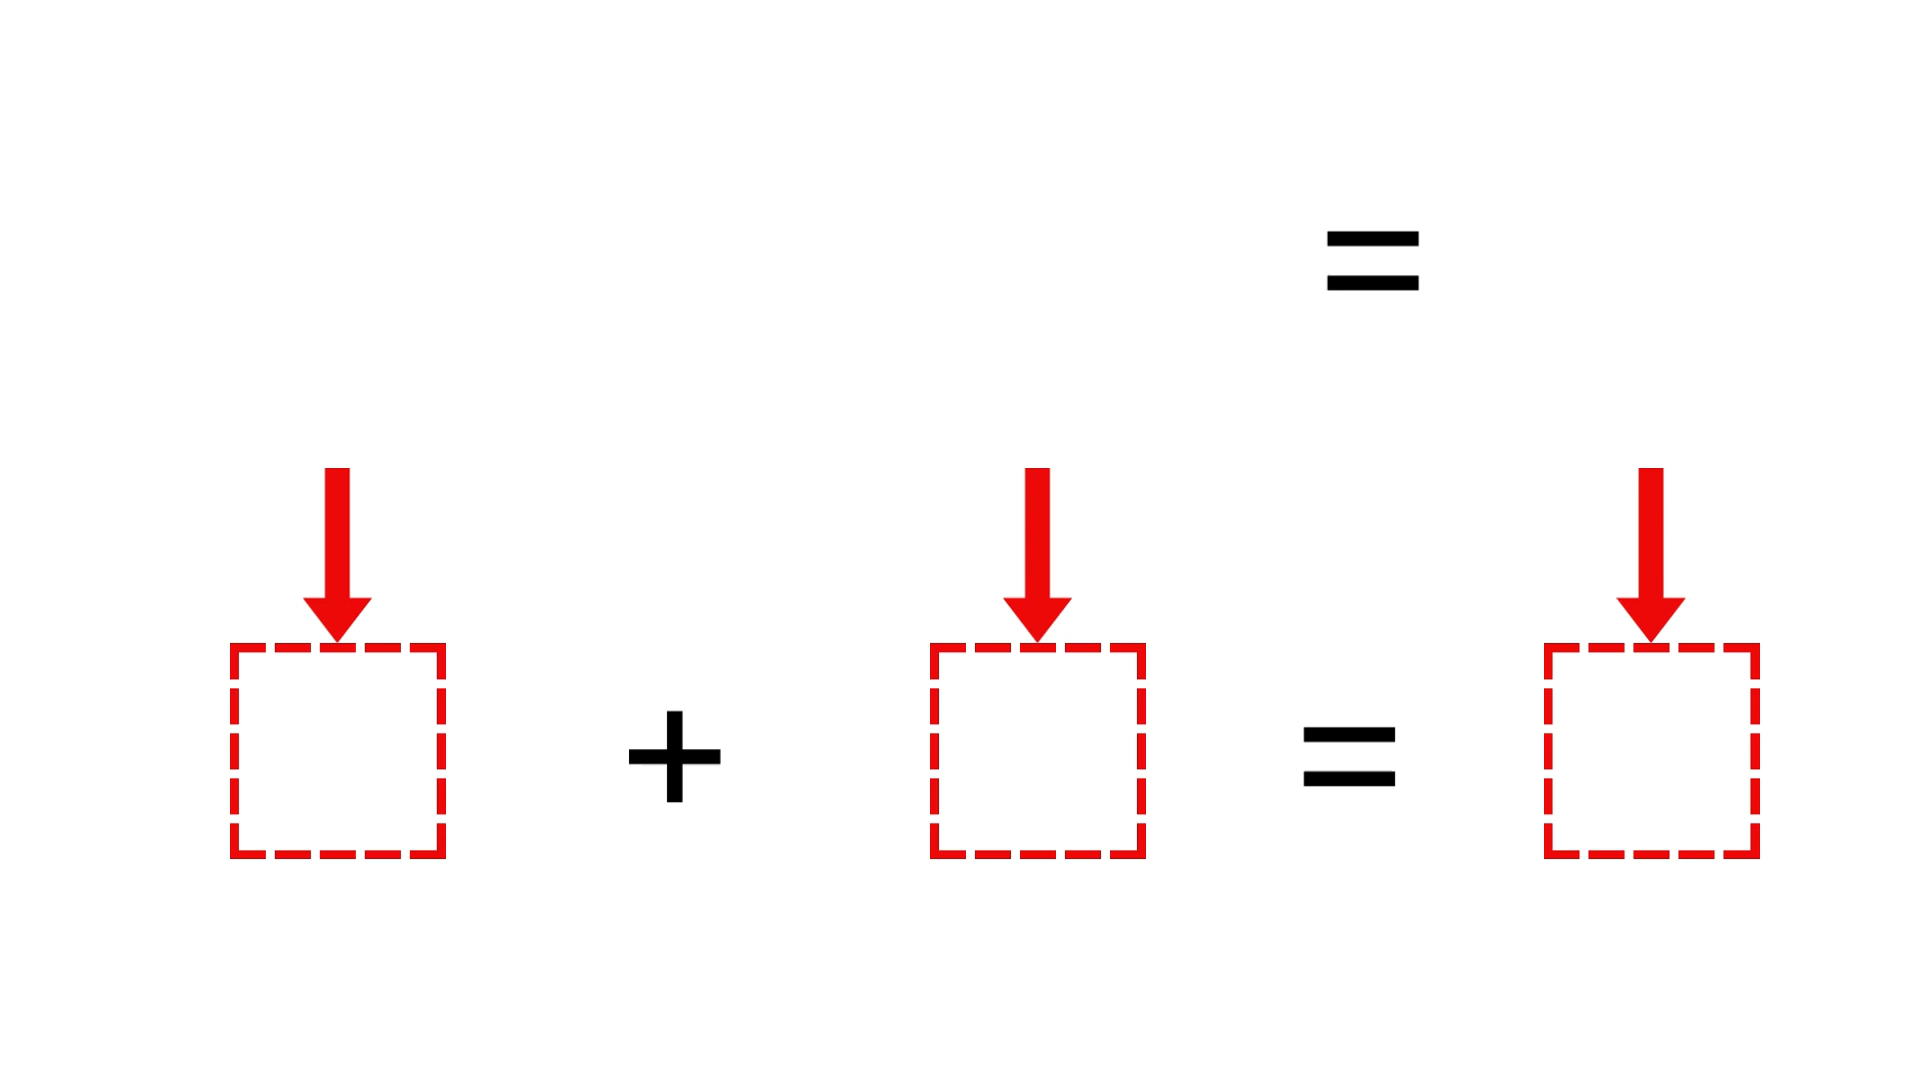 =
+ =